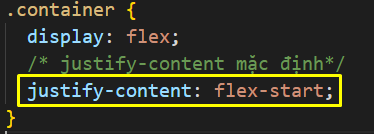 .container {
display: flex;
/* justify-content mặc định*/
justify-content: flex-start;
}